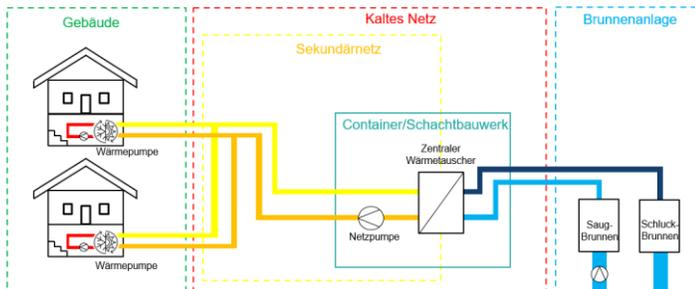 Gebäude
Kaltes Netz
Brunnenanlage
Sekundärnetz
Container/Schachtbauwerk
Zentraler
Wärmetauscher
Wärmepumpe
Netzpumpe
Saug-
Brunnen
Schluck-
Brunnen
Wärmepumpe